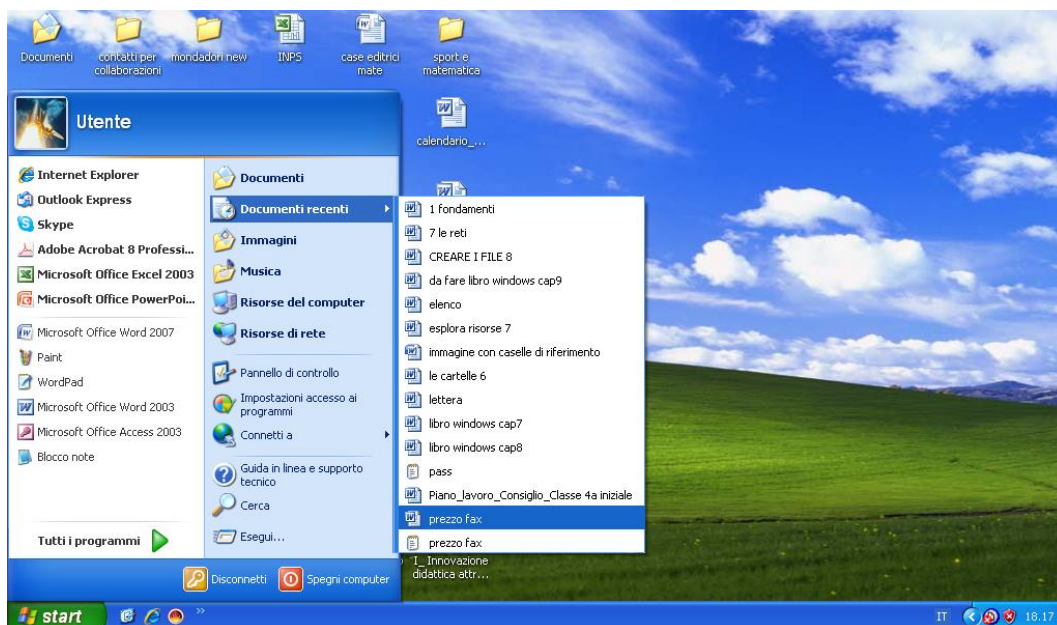 Documenti
contatti per
collaborazioni
mondadori new
INPS
case editrici
mate
sport e
matematica
calendario_...
Utente
Internet Explorer
Outlook Express
Skype
Adobe Acrobat 8 Professi...
Microsoft Office Excel 2003
Microsoft Office PowerPoi...
Microsoft Office Word 2007
Paint
WordPad
Microsoft Office Word 2003
Microsoft Office Access 2003
Blocco note
Tutti i programmi
Documenti
Documenti recenti
Immagini
Musica
Risorse del computer
Risorse di rete
Pannello di controllo
Impostazioni accesso ai
programmi
Connetti a
Guida in linea e supporto
tecnico
Cerca
Esegui...
1 fondamenti
7 le reti
CREARE I FILE 8
da fare libro windows cap9
elenco
esplora risorse 7
immagine con caselle di riferimento
le cartelle 6
lettera
libro windows cap7
libro windows cap8
pass
Piano_lavoro_Consiglio_Classe 4a iniziale
prezzo fax
prezzo fax
I_ Innovazione
didattica attr...
Disconnetti
Spegni computer
start
IT
18.17